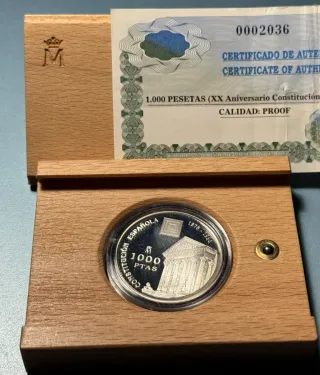 0002036
CERTIFICADO DE AUTE
CERTIFICATE OF AUTH
1.000 PESETAS (XX Aniversario Constitución
CALIDAD: PROOF
M
CONSTITUCIÓN ESPAÑOLA
M
1000
PTAS